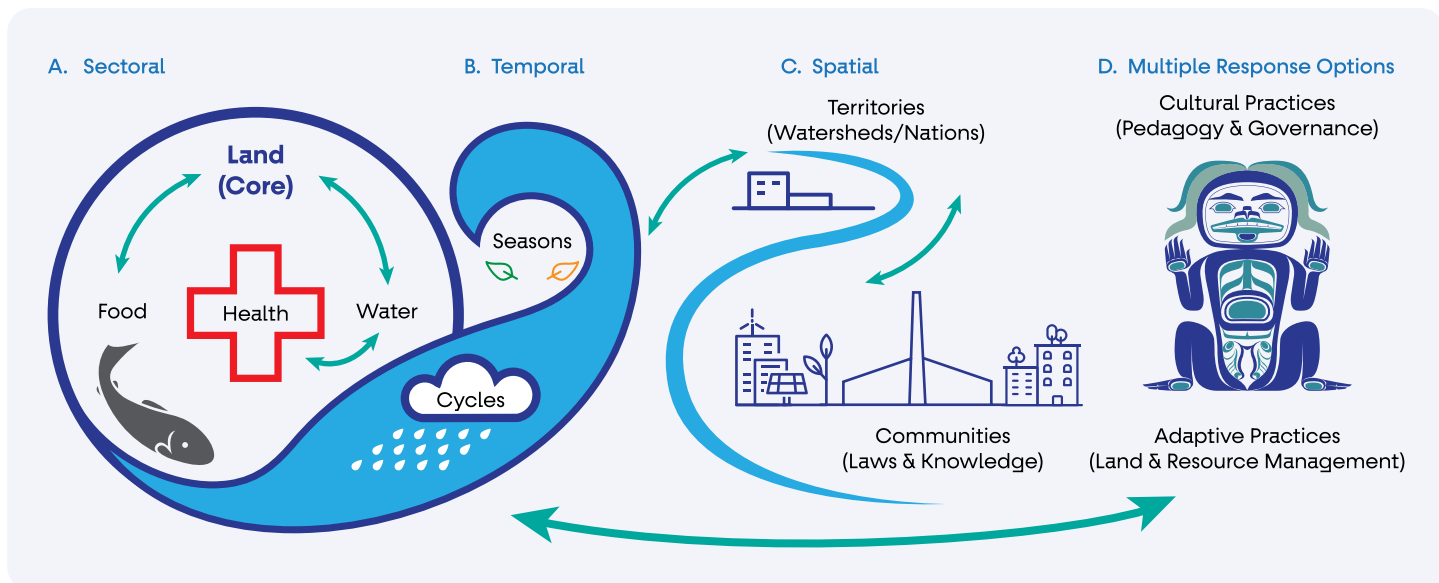 A. Sectoral
B. Temporal
C. Spatial
D. Multiple Response Options
Land
(Core)
Food
Health
Water
Seasons
Cycles
Territories
(Watersheds/Nations)
Communities
(Laws & Knowledge)
Cultural Practices
(Pedagogy & Governance)
Adaptive Practices
(Land & Resource Management)